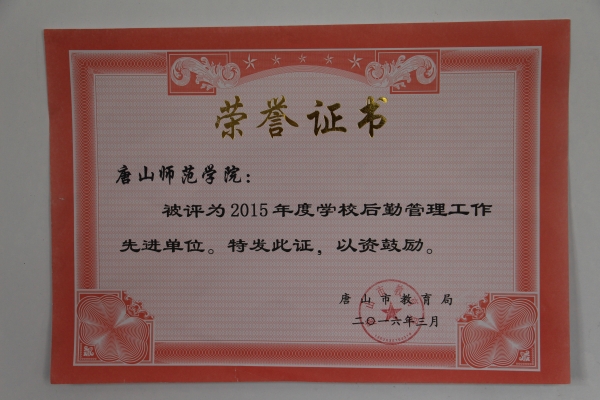 荣誉证书
唐山师范学院：
被评为2015年度学校后勤管理工作
先进单位。特发此证，以资鼓励。
唐山市教育局
二〇一六年三月